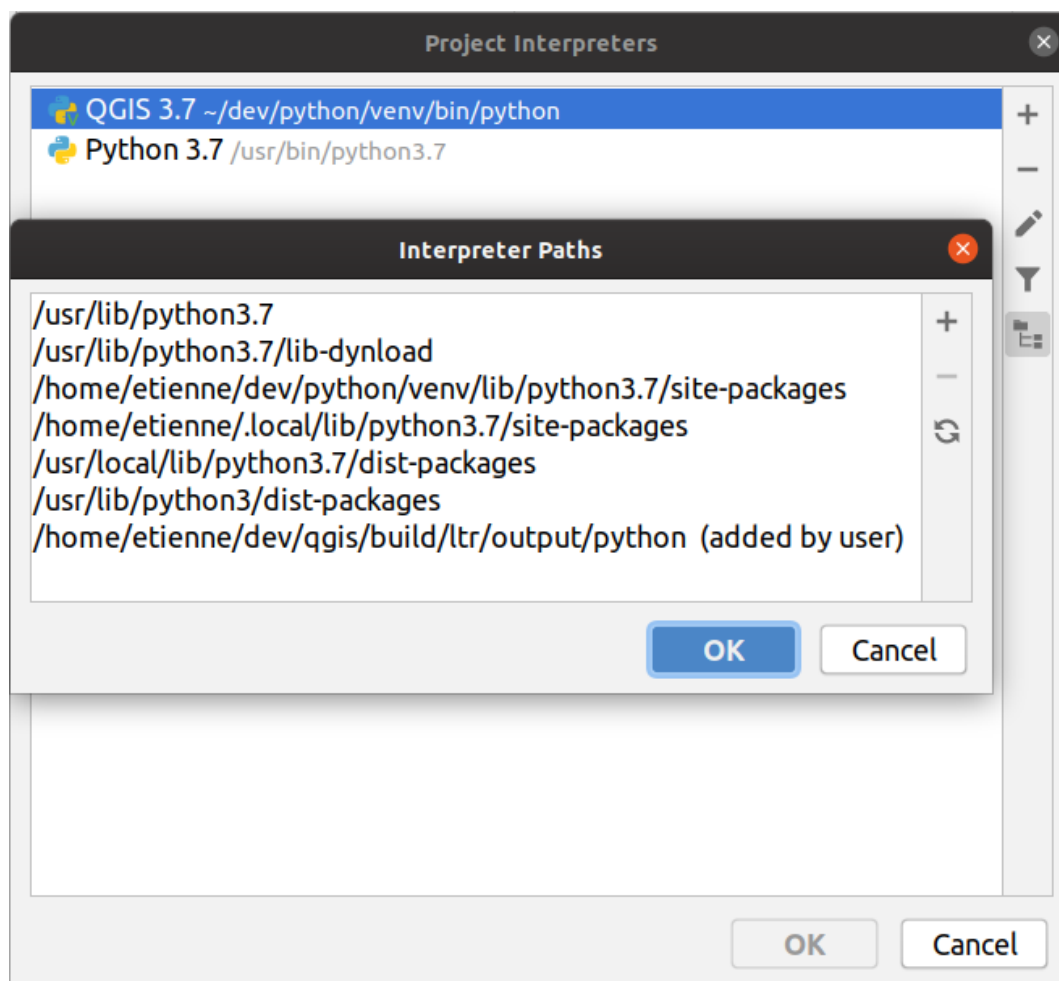 Project Interpreters
QGIS 3.7 ~/dev/python/venv/bin/python
Python 3.7 /usr/bin/python3.7
Interpreter Paths
/usr/lib/python3.7
/usr/lib/python3.7/lib-dynload
/home/etienne/dev/python/venv/lib/python3.7/site-packages
/home/etienne/.local/lib/python3.7/site-packages
/usr/local/lib/python3.7/dist-packages
/usr/lib/python3/dist-packages
/home/etienne/dev/qgis/build/ltr/output/python (added by user)
OK Cancel
OK Cancel